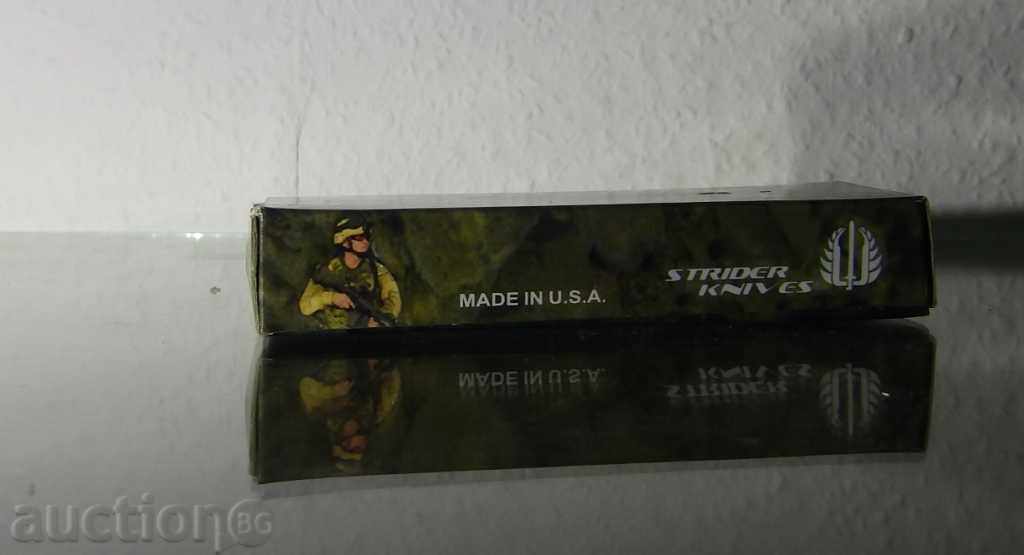 MADE IN U.S.A.
STRIDER
KNIVES
auction BG